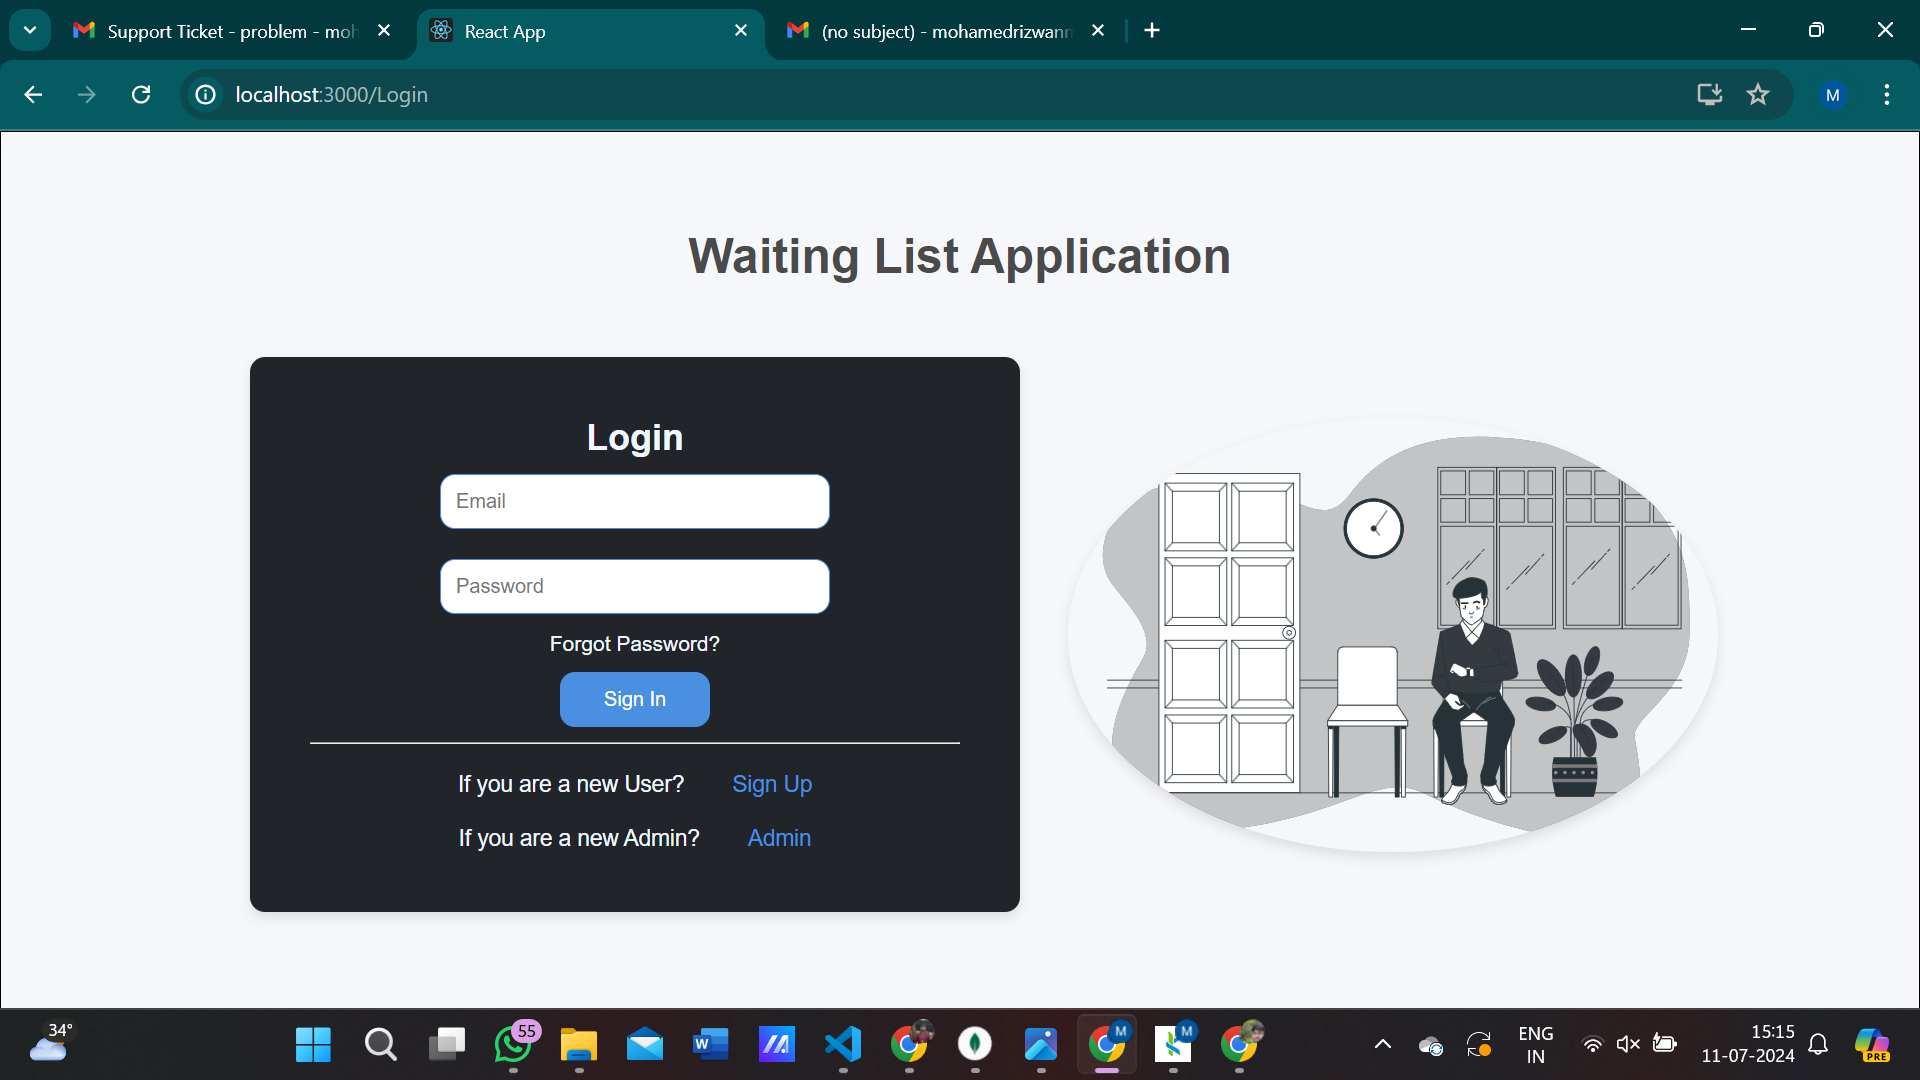 Support Ticket - problem - moh
React App
(no subject) - mohamedrizwann
localhost:3000/Login
M
Waiting List Application
Login
Email
Password
Forgot Password?
Sign In
If you are a new User? Sign Up
If you are a new Admin? Admin
34°
55
W
M
M
ENG
IN
15:15
11-07-2024
PRE